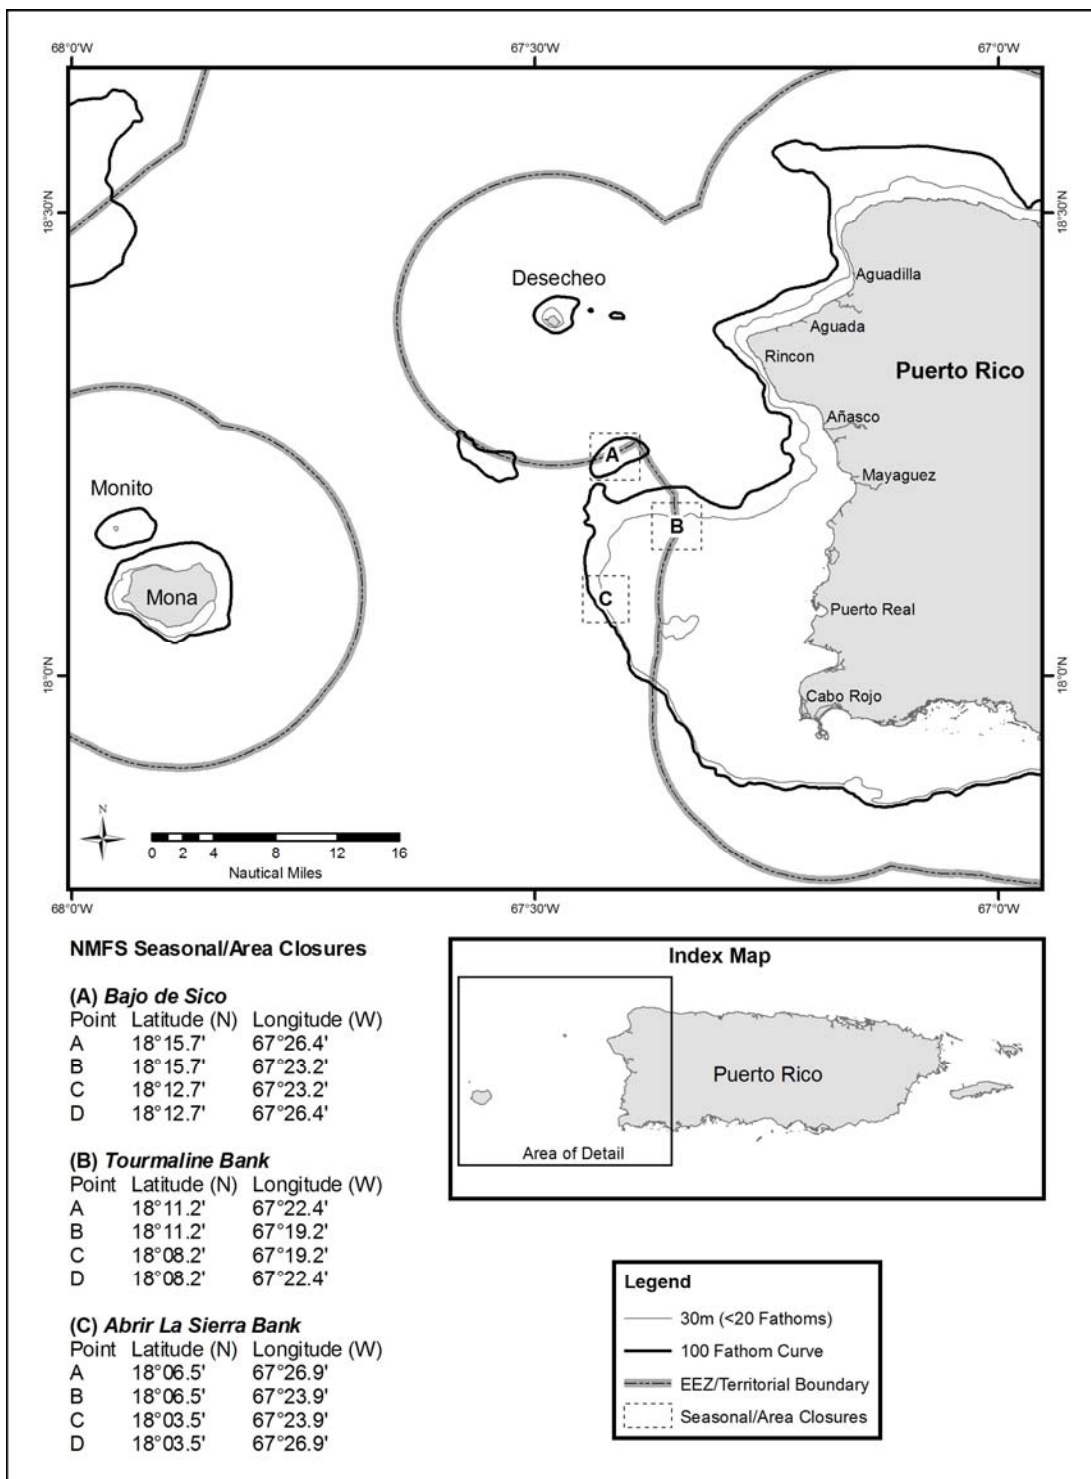 68°0'W 67°30'W 67°0'W
18°30'N 18°30'N
Desecheo
Aguadilla
Aguada
Rincon
Puerto Rico
Añasco
A
Mayaguez
Monito
B
Mona
C
Puerto Real
18°0'N 18°0'N
Cabo Rojo
N
0 2 4 8 12 16
Nautical Miles
68°0'W 67°30'W 67°0'W
NMFS Seasonal/Area Closures
(A) Bajo de Sico
Point Latitude (N) Longitude (W)
A 18°15.7' 67°26.4'
B 18°15.7' 67°23.2'
C 18°12.7' 67°23.2'
D 18°12.7' 67°26.4'
(B) Tourmaline Bank
Point Latitude (N) Longitude (W)
A 18°11.2' 67°22.4'
B 18°11.2' 67°19.2'
C 18°08.2' 67°19.2'
D 18°08.2' 67°22.4'
(C) Abrir La Sierra Bank
Point Latitude (N) Longitude (W)
A 18°06.5' 67°26.9'
B 18°06.5' 67°23.9'
C 18°03.5' 67°23.9'
D 18°03.5' 67°26.9'
Index Map
Puerto Rico
Area of Detail
Legend
30m (<20 Fathoms)
100 Fathom Curve
EEZ/Territorial Boundary
Seasonal/Area Closures